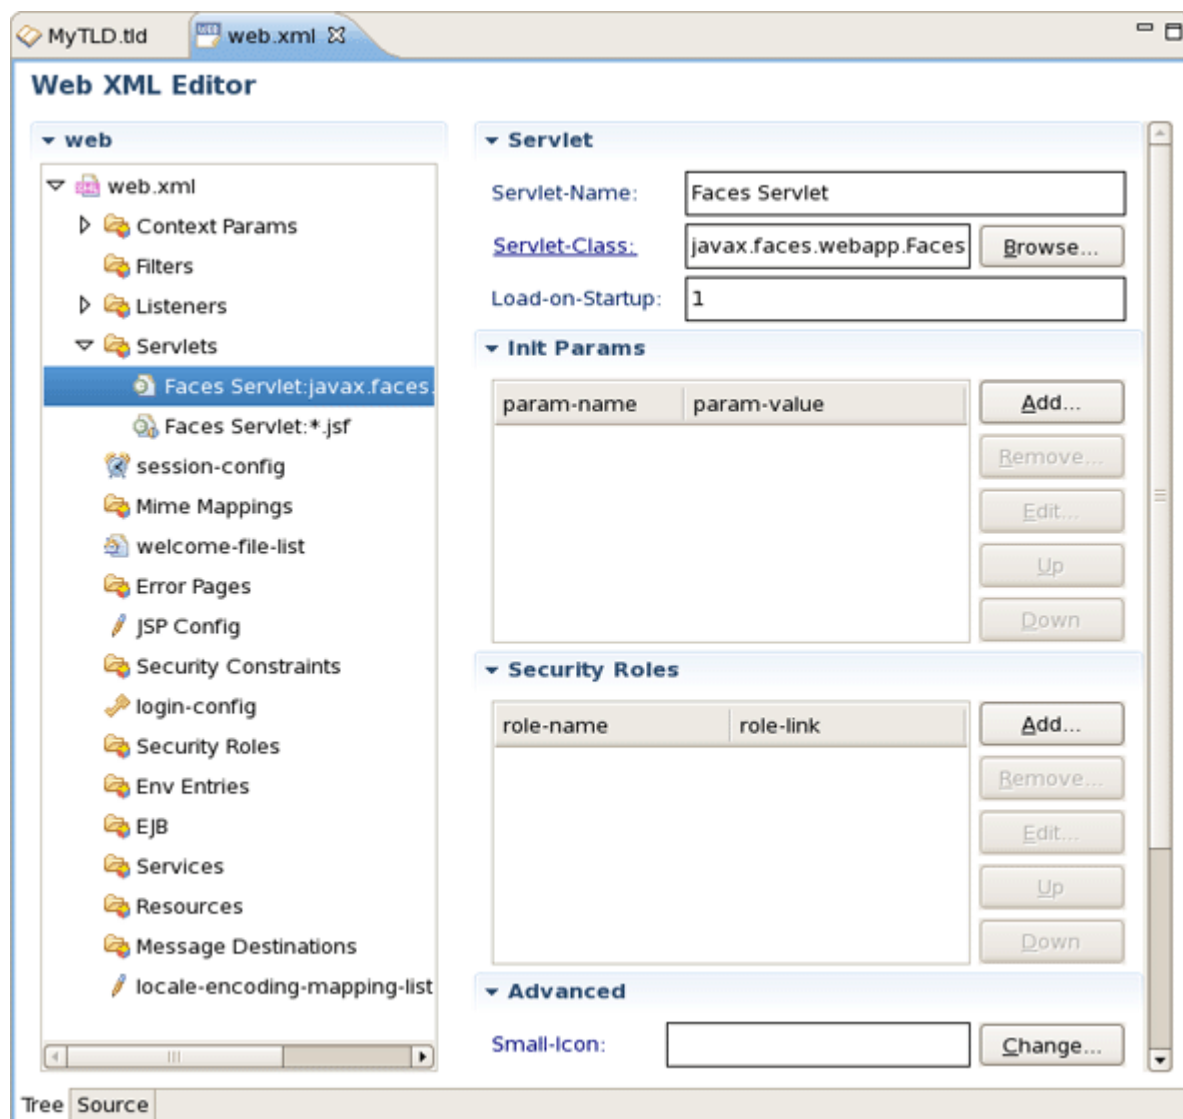 MyTLD.tld
web.xml
Web XML Editor
web
web.xml
Context Params
Filters
Listeners
Servlets
Faces Servlet:javax.faces.
Faces Servlet:*.jsf
session-config
Mime Mappings
welcome-file-list
Error Pages
JSP Config
Security Constraints
login-config
Security Roles
Env Entries
EJB
Services
Resources
Message Destinations
locale-encoding-mapping-list
Servlet
Servlet-Name: Faces Servlet
Servlet-Class: javax.faces.webapp.Faces Browse...
Load-on-Startup: 1
Init Params
param-name param-value
Add...
Remove...
Edit...
Up
Down
Security Roles
role-name role-link
Add...
Remove...
Edit...
Up
Down
Advanced
Small-Icon: Change...
Tree Source